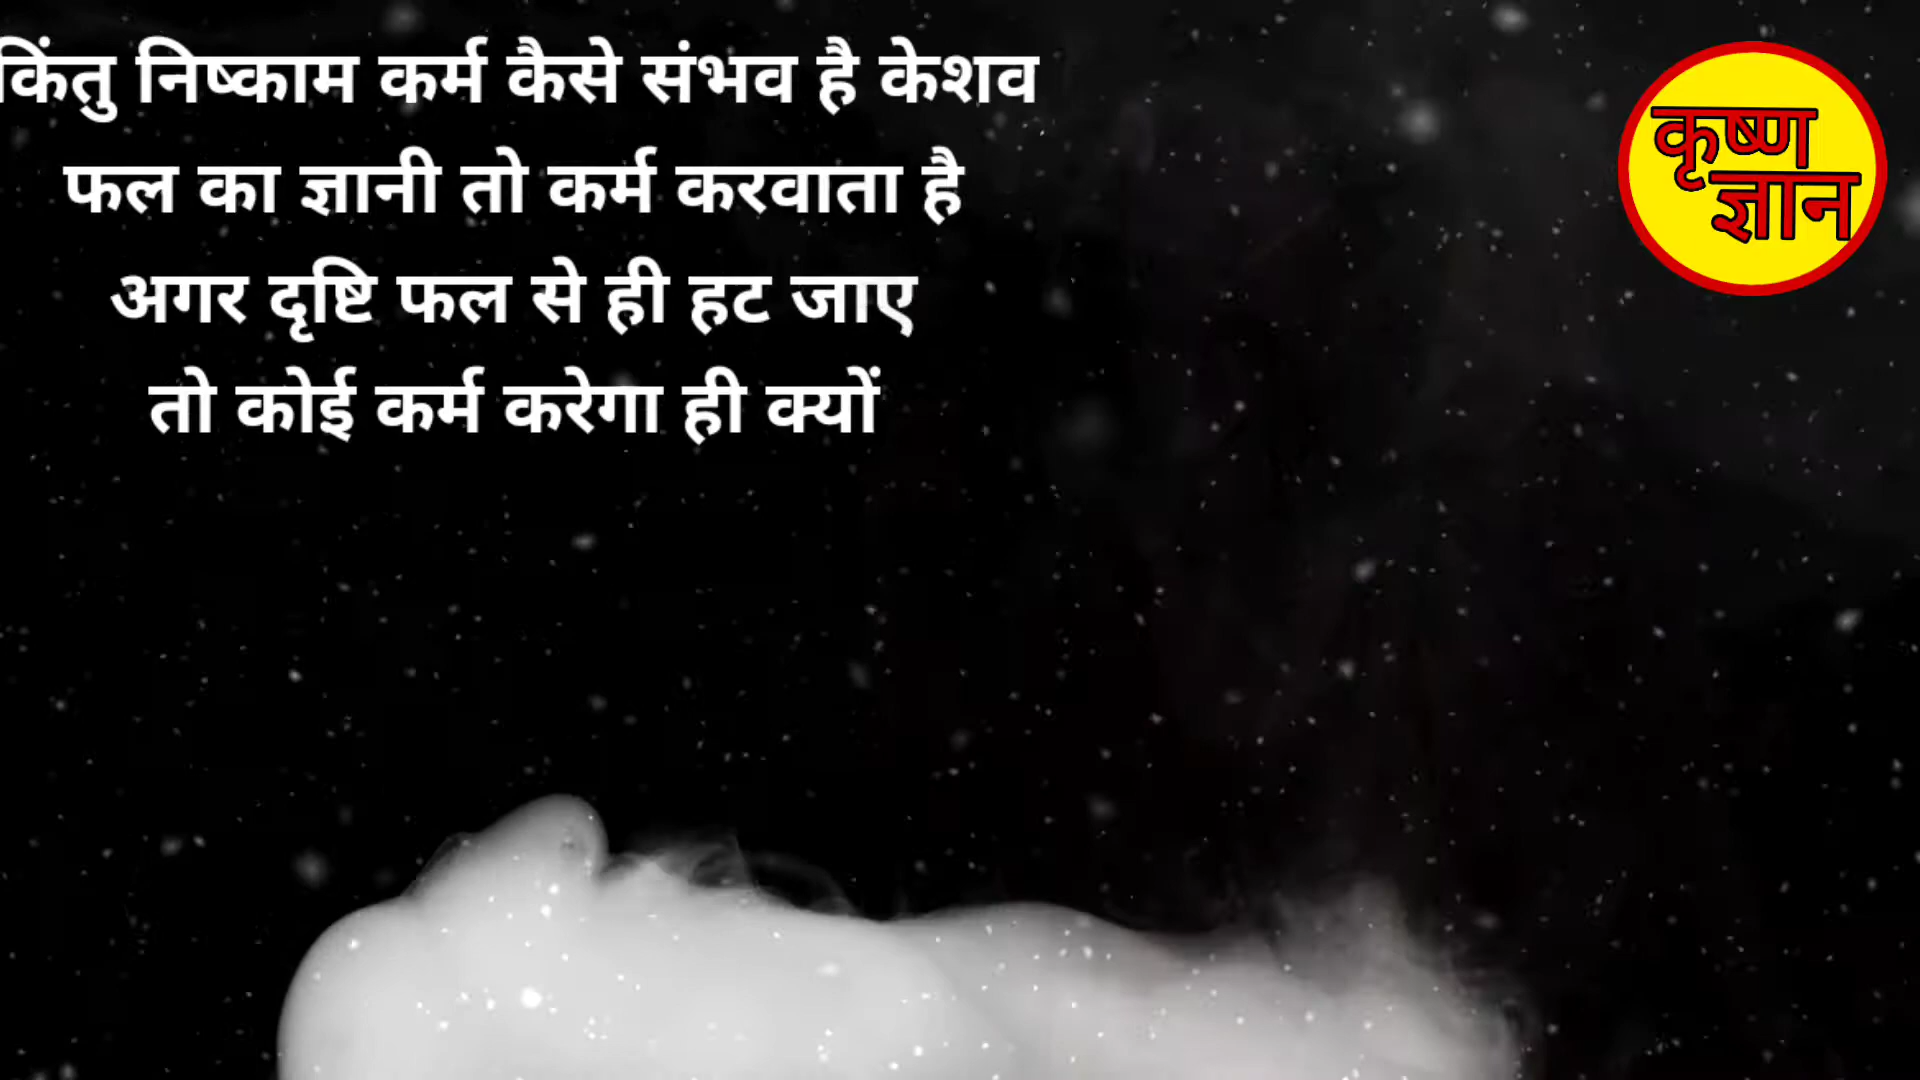 किंतु निष्काम कर्म कैसे संभव है केशव
फल का ज्ञानी तो कर्म करवाता है
अगर दृष्टि फल से ही हट जाए
तो कोई कर्म करेगा ही क्यों
कृष्ण
ज्ञान